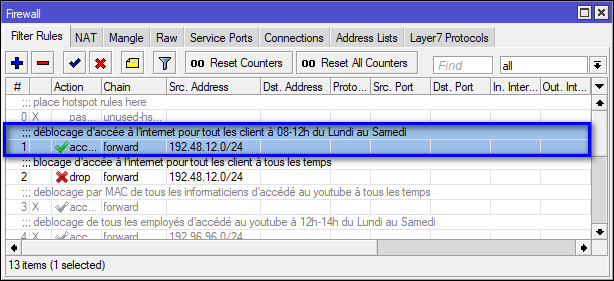 Firewall
Filter Rules NAT Mangle Raw Service Ports Connections Address Lists Layer7 Protocols
00 Reset Counters 00 Reset All Counters Find all
# Action Chain Src. Address Dst. Address Proto... Src. Port Dst. Port In. Inter... Out. Int...
;;; place hotspot rules here
0 X pas... unused-hs...
;;; déblocage d'accée à l'internet pour tout les client à 08-12h du Lundi au Samedi
1 acc... forward 192.48.12.0/24
;;; blocage d'accée à l'internet pour tout les client à tous les temps
2 drop forward 192.48.12.0/24
;;; deblocage par MAC de tous les informaticiens d'accédé au youtube à tous les temps
3 X acc... forward
;;; deblocage de tous les employés d'accédé au youtube à 12h-14h du Lundi au Samedi
4 X acc... forward 192.96.96.0/24
13 items (1 selected)